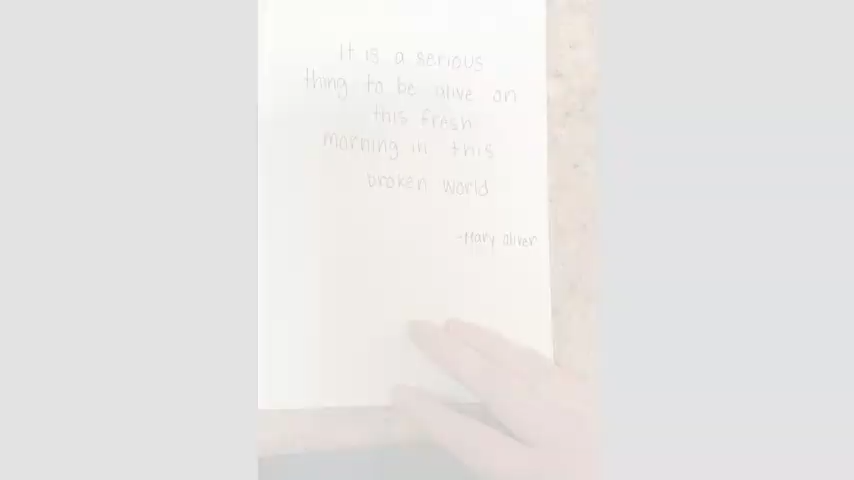 It is a serious
thing to be alive on
this fresh
morning in this
broken world
-Mary Oliver